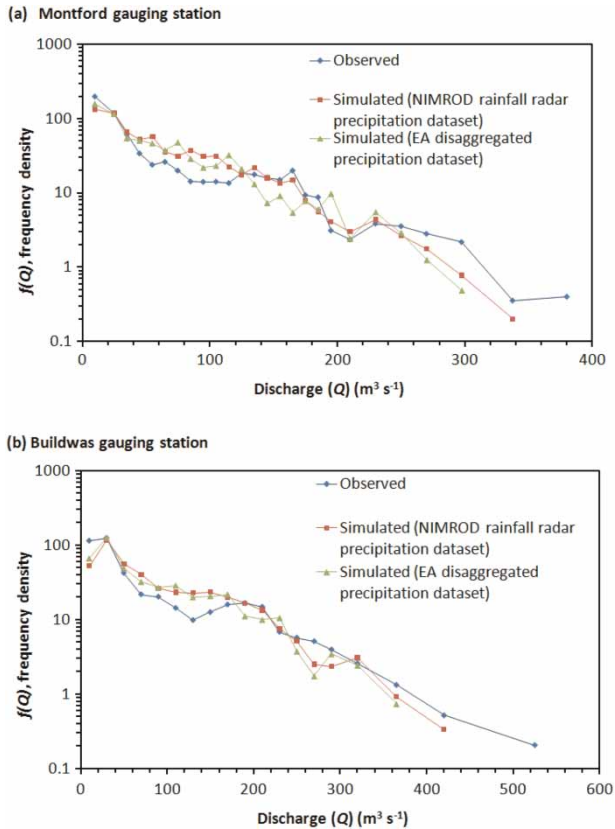 (a) Montford gauging station
1000
100
10
1
0.1
f(Q), frequency density
Observed
Simulated (NIMROD rainfall radar
precipitation dataset)
Simulated (EA disaggregated
precipitation dataset)
0 100 200 300 400
Discharge (Q) (m³ s⁻¹)
(b) Buildwas gauging station
1000
100
10
1
0.1
f(Q), frequency density
Observed
Simulated (NIMROD rainfall radar
precipitation dataset)
Simulated (EA disaggregated
precipitation dataset)
0 100 200 300 400 500 600
Discharge (Q) (m³ s⁻¹)